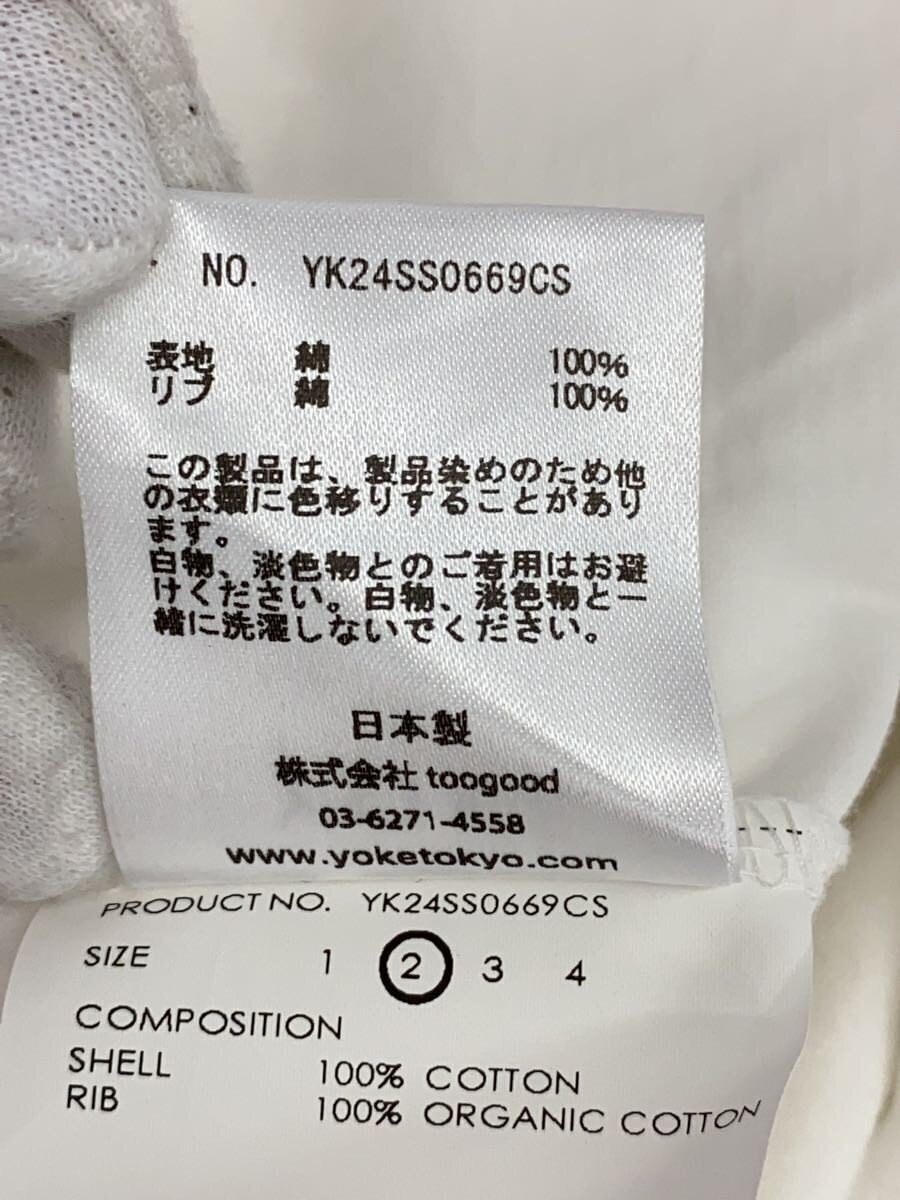 NO. YK24SS0669CS
表地 綿 100%
リブ 綿 100%
この製品は、製品染めのため他
の衣類に色移りすることがあり
ます。
白物、淡色物とのご着用はお避
けください。白物、淡色物と一
緒に洗濯しないでください。
日本製
株式会社 toogood
03-6271-4558
www.yoketokyo.com
PRODUCT NO. YK24SS0669CS
SIZE 1 2 3 4
COMPOSITION
SHELL 100% COTTON
RIB 100% ORGANIC COTTON